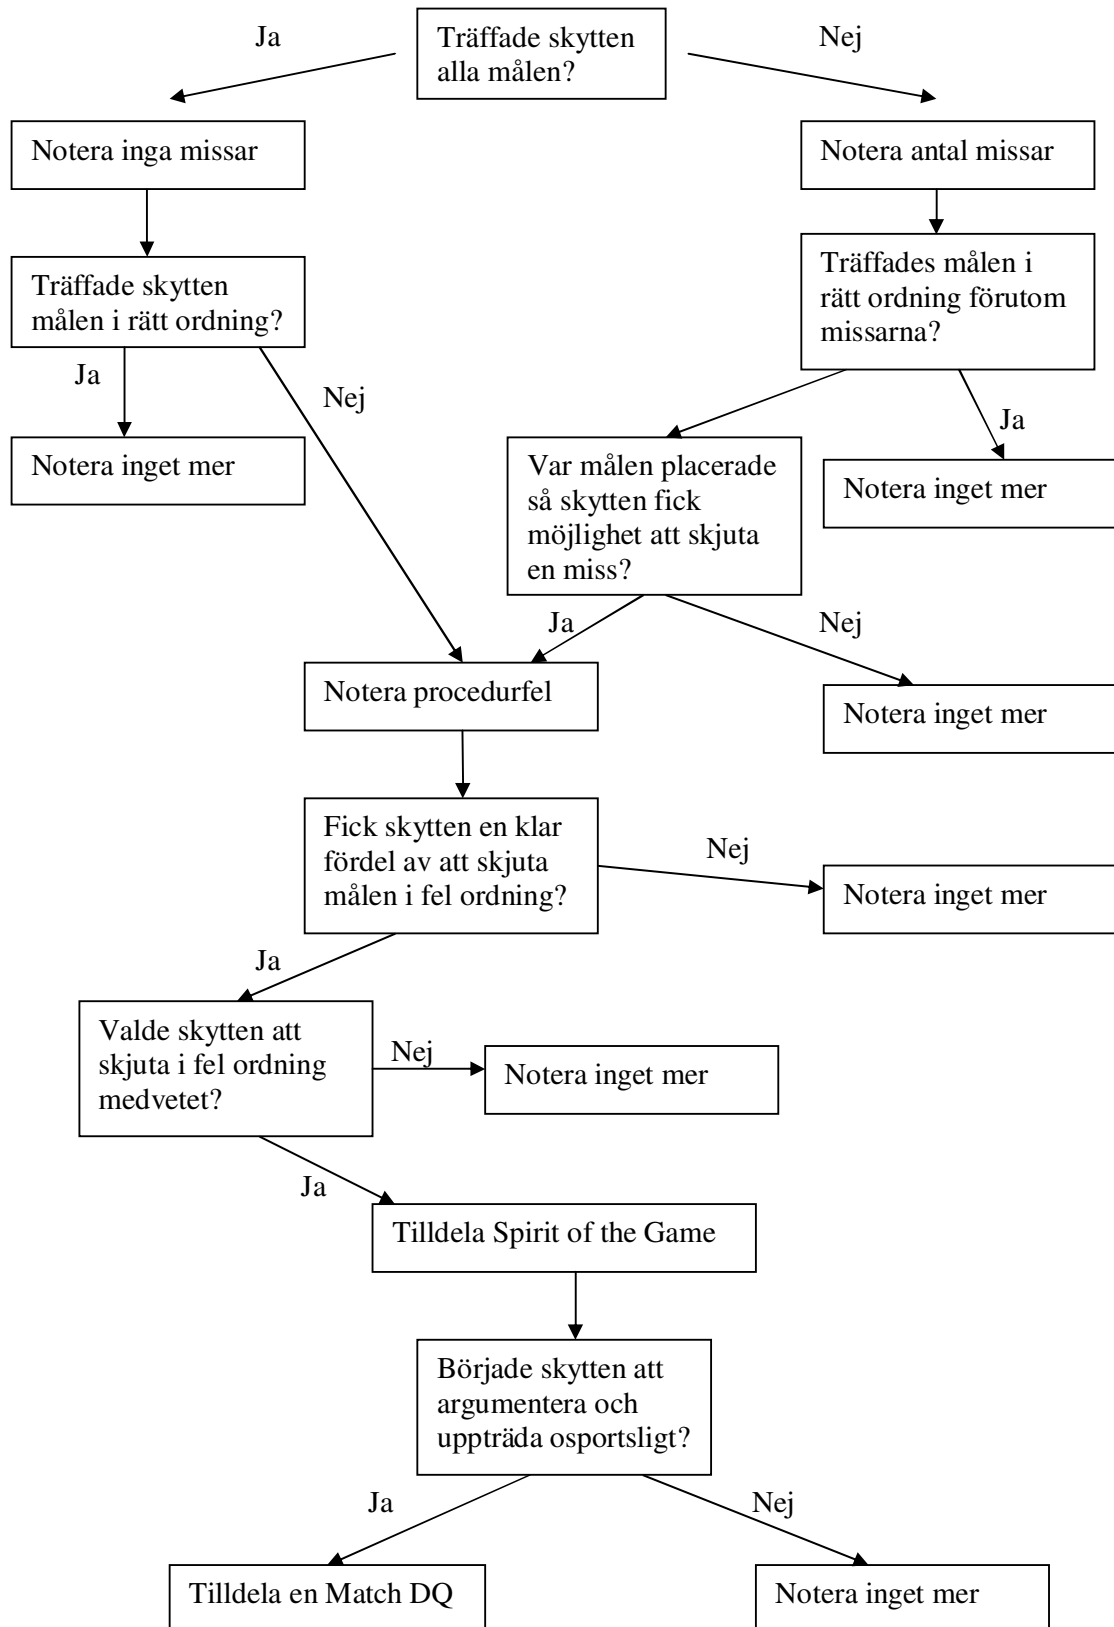 Ja
Träffade skytten
alla målen?
Nej
Notera inga missar
Notera antal missar
Träffade skytten
målen i rätt ordning?
Träffades målen i
rätt ordning förutom
missarna?
Ja
Nej
Ja
Notera inget mer
Var målen placerade
så skytten fick
möjlighet att skjuta
en miss?
Notera inget mer
Ja
Nej
Notera procedurfel
Notera inget mer
Fick skytten en klar
fördel av att skjuta
målen i fel ordning?
Nej
Notera inget mer
Ja
Valde skytten att
skjuta i fel ordning
medvetet?
Nej
Notera inget mer
Ja
Tilldela Spirit of the Game
Började skytten att
argumentera och
uppträda osportsligt?
Ja
Nej
Tilldela en Match DQ
Notera inget mer